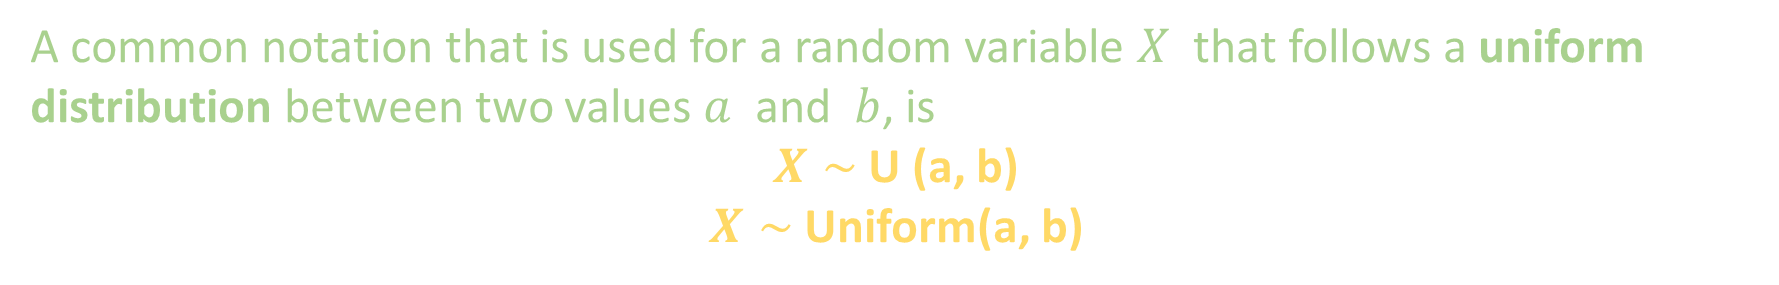 A common notation that is used for a random variable X that follows a uniform
distribution between two values a and b, is
X ~ U (a, b)
X ~ Uniform(a, b)